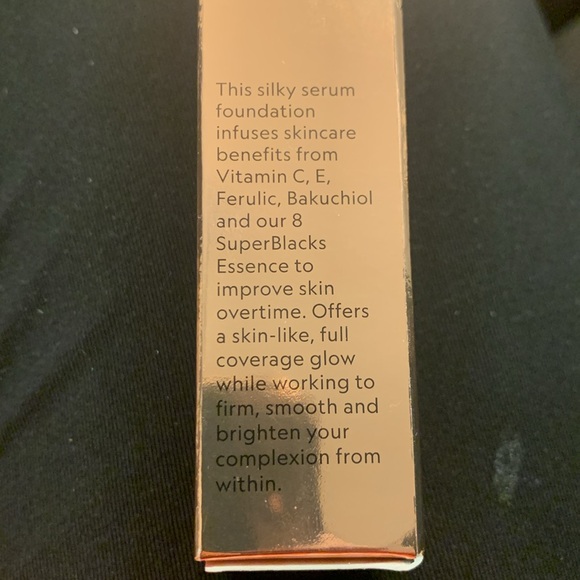 This silky serum
foundation
infuses skincare
benefits from
Vitamin C, E,
Ferulic, Bakuchiol
and our 8
SuperBlacks
Essence to
improve skin
overtime. Offers
a skin-like, full
coverage glow
while working to
firm, smooth and
brighten your
complexion from
within.